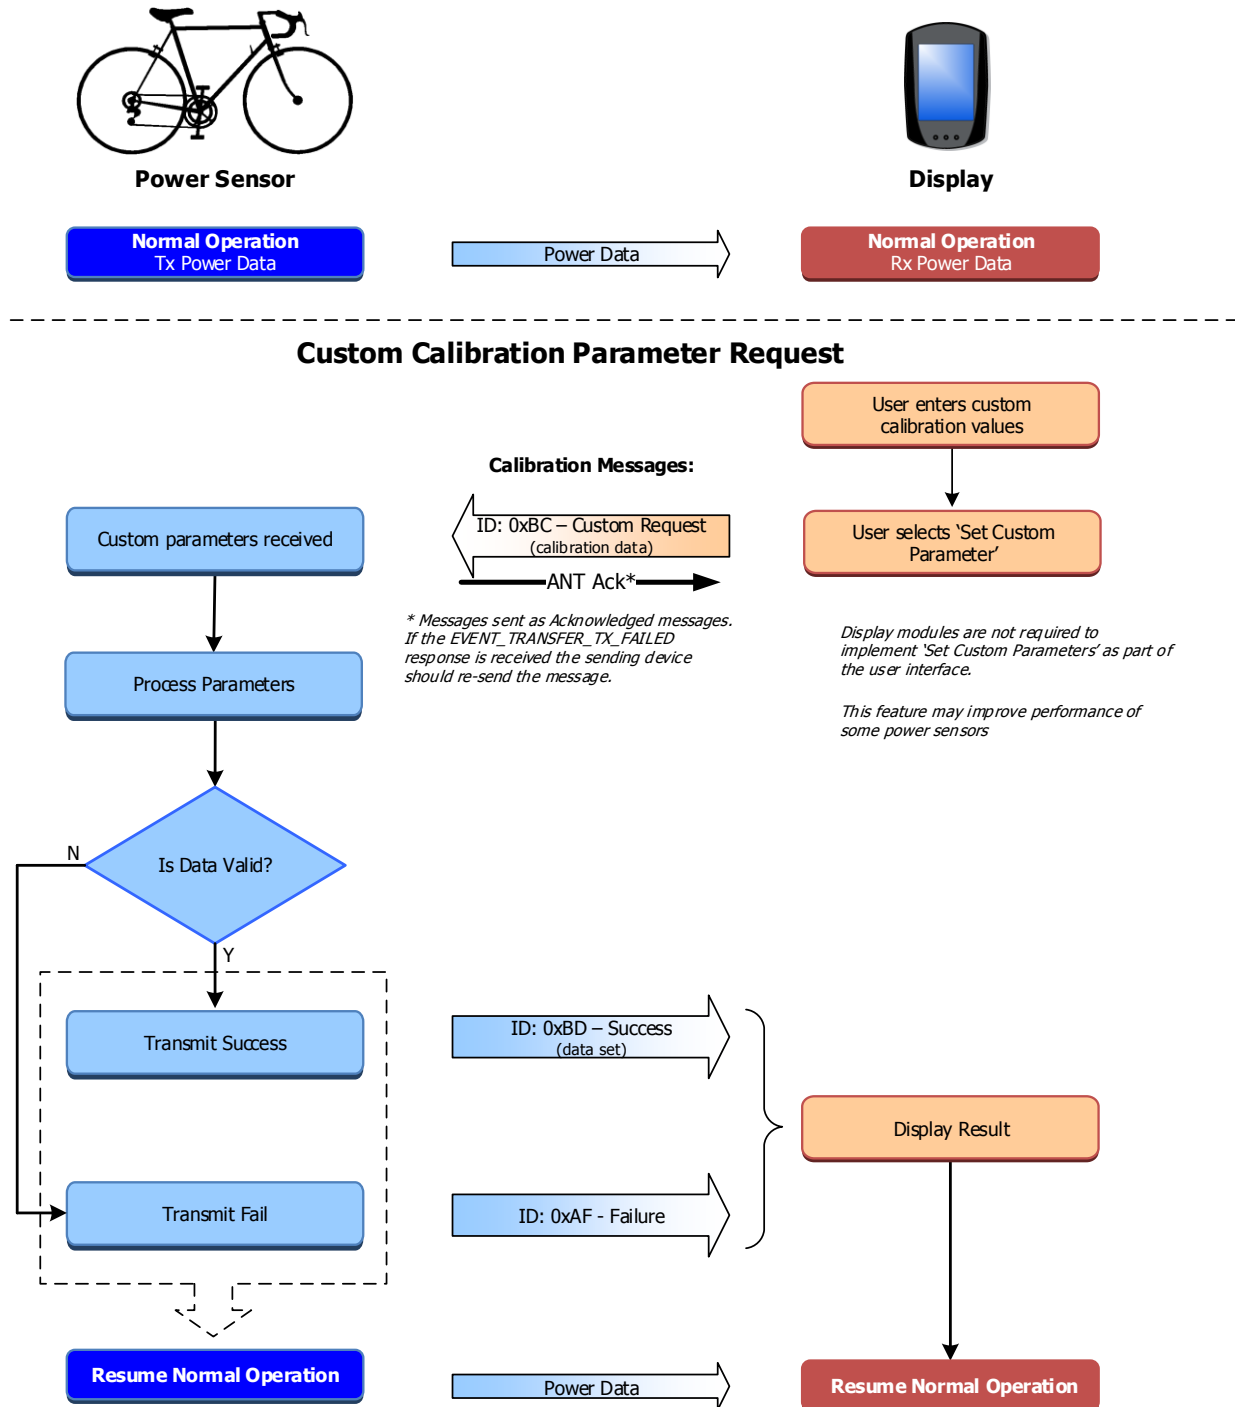 Power Sensor
Display
Normal Operation
Tx Power Data
Power Data
Normal Operation
Rx Power Data
Custom Calibration Parameter Request
User enters custom
calibration values
Calibration Messages:
Custom parameters received
ID: 0xBC – Custom Request
(calibration data)
User selects ‘Set Custom
Parameter’
ANT Ack*
* Messages sent as Acknowledged messages.
If the EVENT_TRANSFER_TX_FAILED
response is received the sending device
should re-send the message.
Display modules are not required to
implement ‘Set Custom Parameters’ as part of
the user interface.
This feature may improve performance of
some power sensors
Process Parameters
Is Data Valid?
N
Y
Transmit Success
ID: 0xBD – Success
(data set)
Display Result
Transmit Fail
ID: 0xAF - Failure
Resume Normal Operation
Power Data
Resume Normal Operation